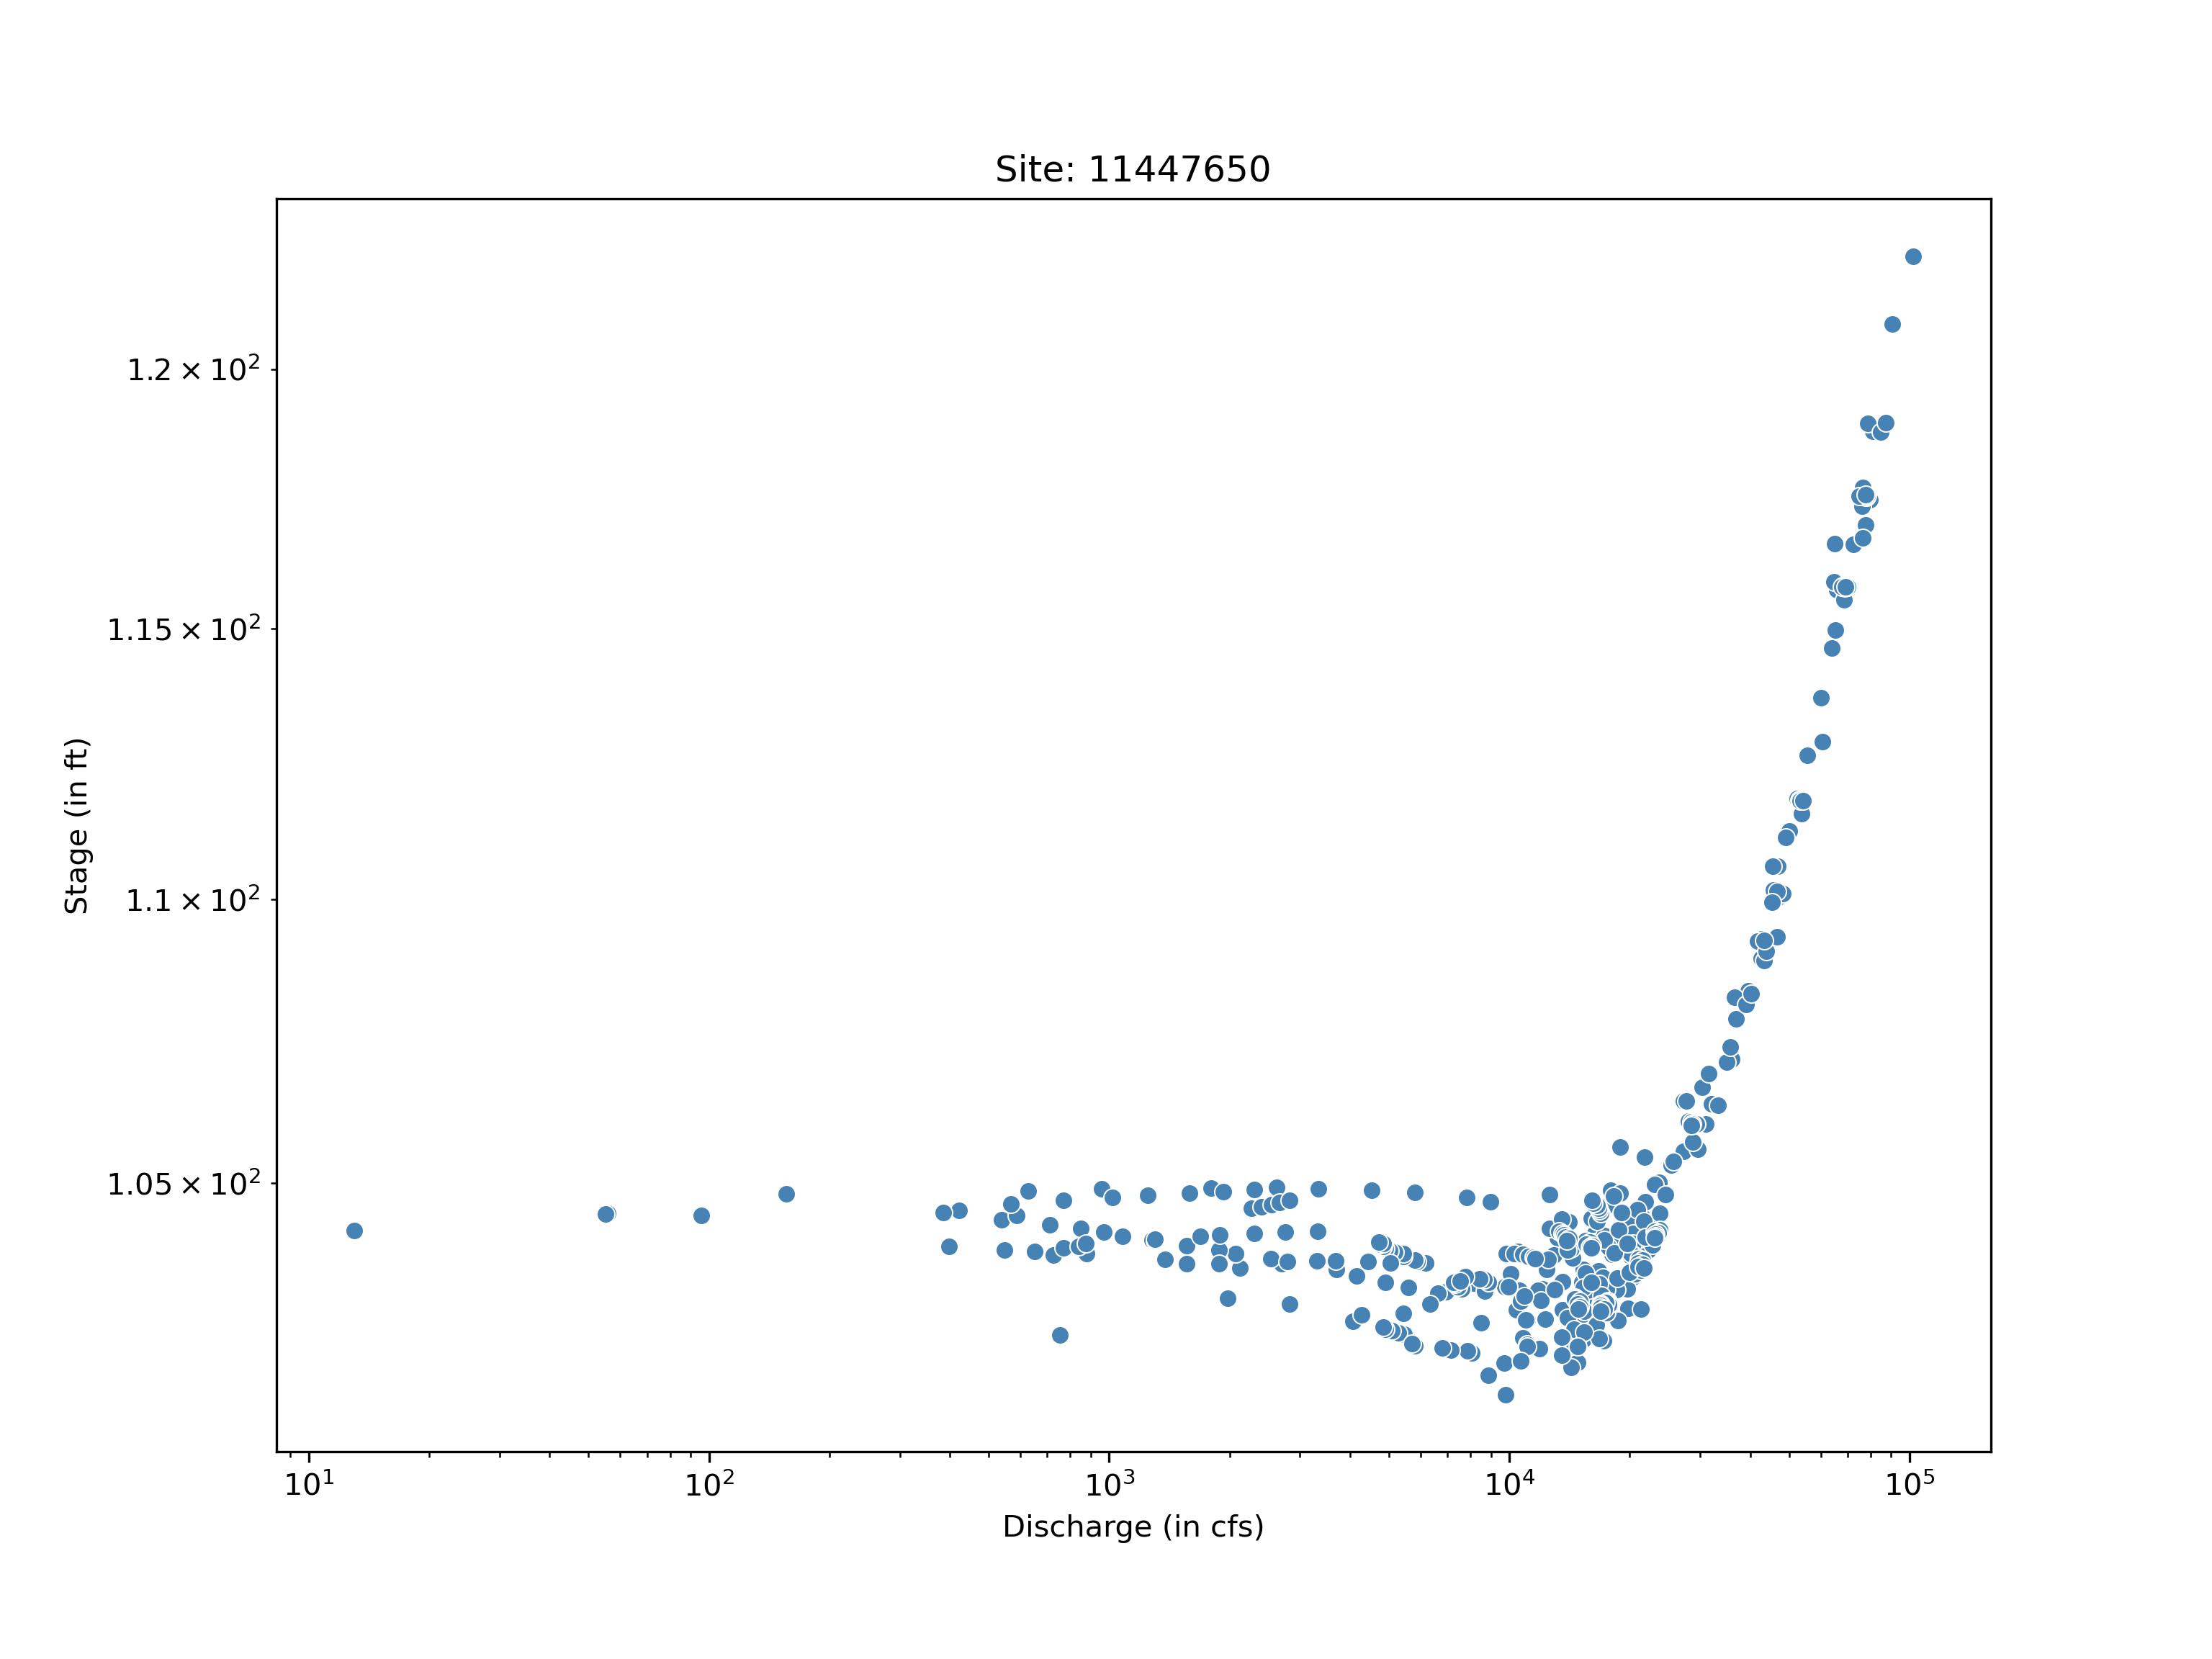 Site: 11447650
1.2 × 10²
1.15 × 10²
1.1 × 10²
1.05 × 10²
Stage (in ft)
10¹ 10² 10³ 10⁴ 10⁵
Discharge (in cfs)